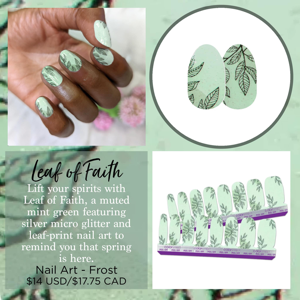 Leaf of Faith
Lift your spirits with
Leaf of Faith, a muted
mint green featuring
silver micro glitter and
leaf-print nail art to
remind you that spring
is here.
Nail Art - Frost
$14 USD/$17.75 CAD